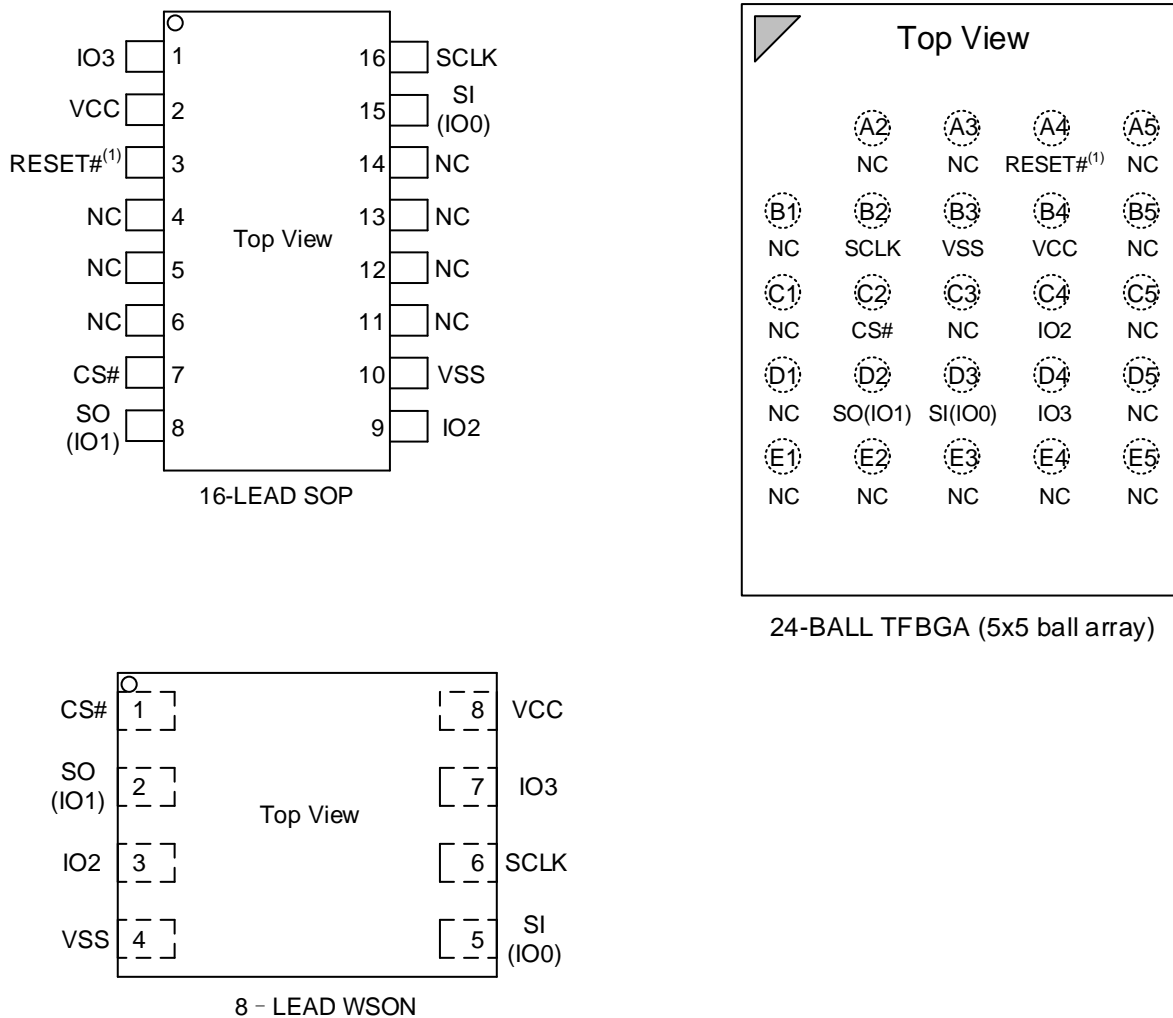 IO3 1 16 SCLK
VCC 2 15 SI (IO0)
RESET#(1) 3 14 NC
NC 4 13 NC
Top View
NC 5 12 NC
NC 6 11 NC
CS# 7 10 VSS
SO (IO1) 8 9 IO2
16-LEAD SOP
Top View
A2 A3 A4 A5
NC NC RESET#(1) NC
B1 B2 B3 B4 B5
NC SCLK VSS VCC NC
C1 C2 C3 C4 C5
NC CS# NC IO2 NC
D1 D2 D3 D4 D5
NC SO(IO1) SI(IO0) IO3 NC
E1 E2 E3 E4 E5
NC NC NC NC NC
24-BALL TFBGA (5x5 ball array)
CS# 1 8 VCC
SO (IO1) 2 7 IO3
Top View
IO2 3 6 SCLK
VSS 4 5 SI (IO0)
8 - LEAD WSON